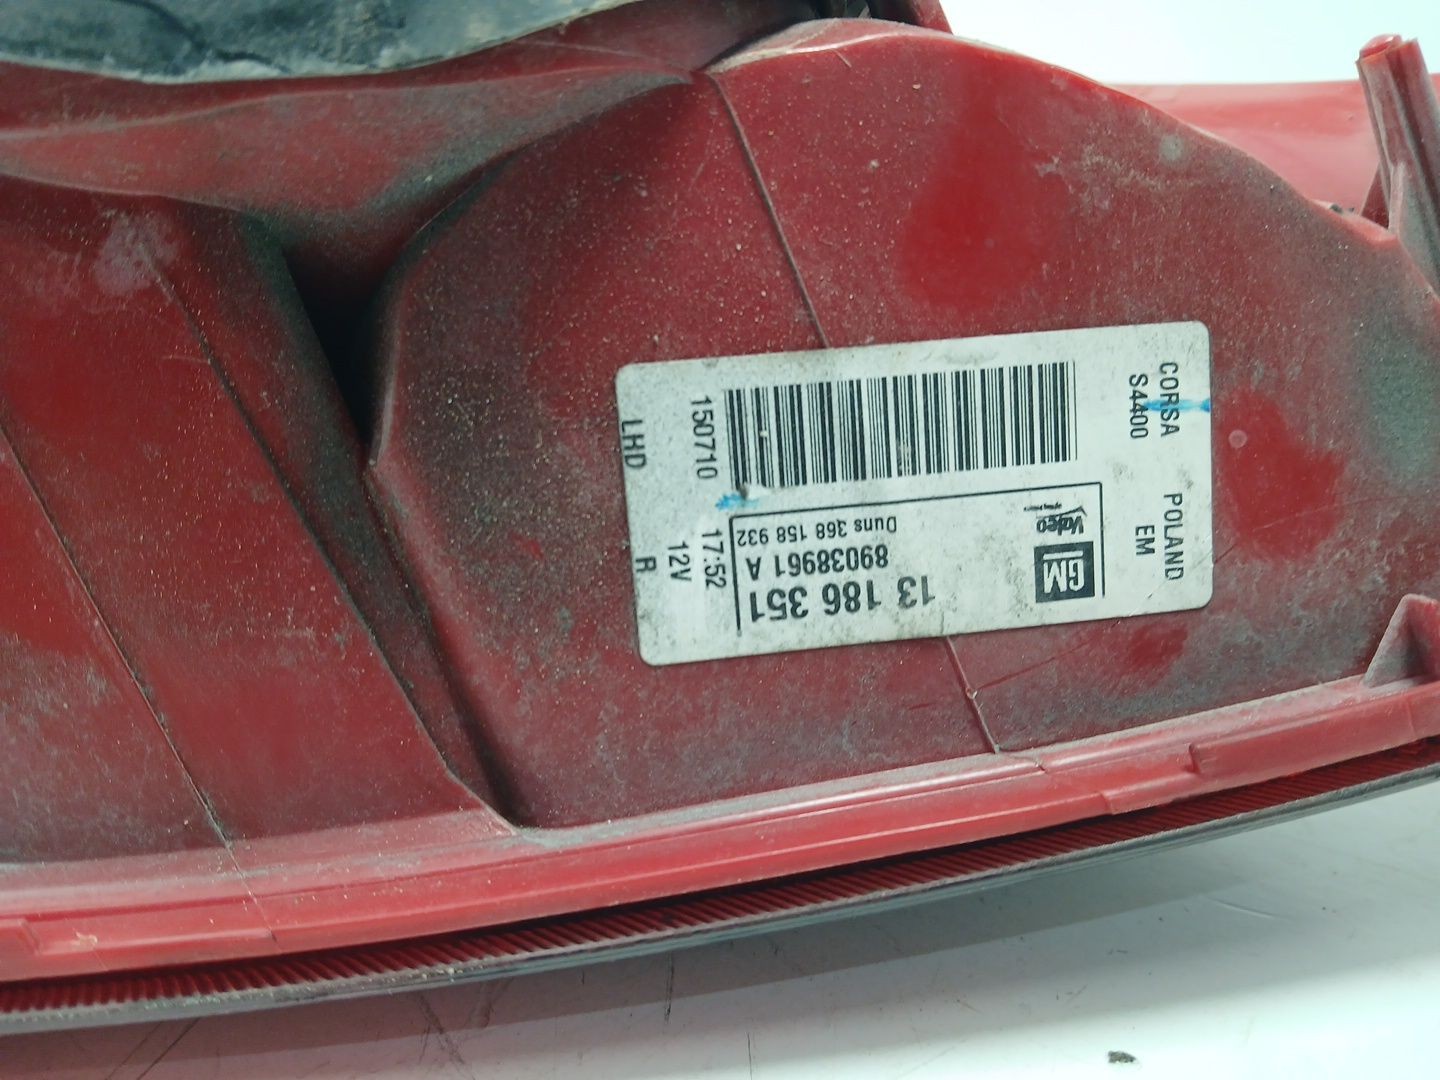 CORSA POLAND
S4400 EM
GM
Valeo
13 186 351
89038961 A
Duns 368 158 932
150710 17:52
12V
LHD R